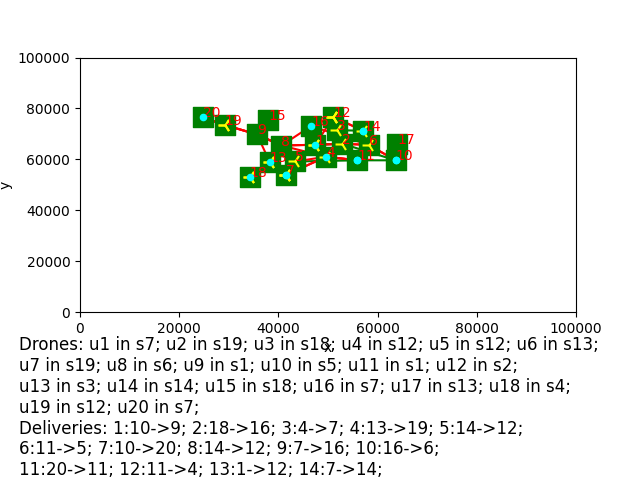 100000
80000
60000
40000
20000
0
y
0 20000 40000 60000 80000 100000
x
Drones: u1 in s7; u2 in s19; u3 in s18; u4 in s12; u5 in s12; u6 in s13;
u7 in s19; u8 in s6; u9 in s1; u10 in s5; u11 in s1; u12 in s2;
u13 in s3; u14 in s14; u15 in s18; u16 in s7; u17 in s13; u18 in s4;
u19 in s12; u20 in s7;
Deliveries: 1:10->9; 2:18->16; 3:4->7; 4:13->19; 5:14->12;
6:11->5; 7:10->20; 8:14->12; 9:7->16; 10:16->6;
11:20->11; 12:11->4; 13:1->12; 14:7->14;